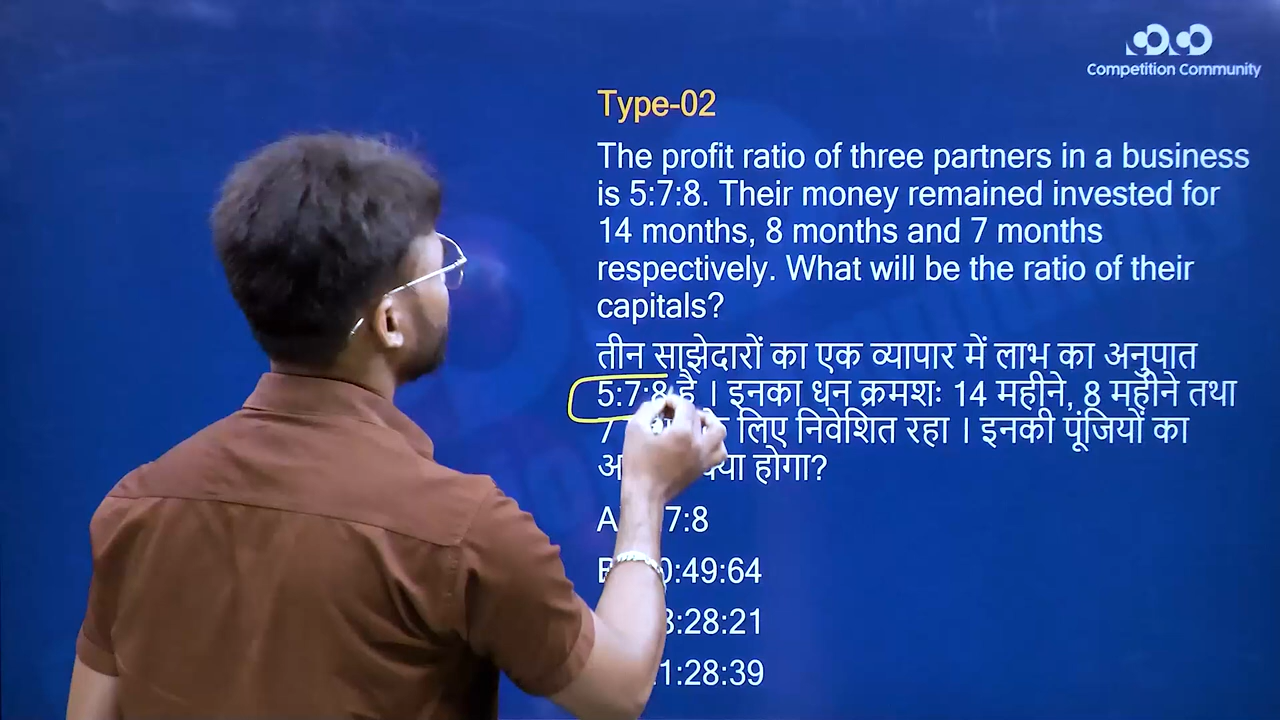 Competition Community
Type-02
The profit ratio of three partners in a business
is 5:7:8. Their money remained invested for
14 months, 8 months and 7 months
respectively. What will be the ratio of their
capitals?
तीन साझेदारों का एक व्यापार में लाभ का अनुपात
5:7:8 है । इनका धन क्रमशः 14 महीने, 8 महीने तथा
7 लिए निवेशित रहा । इनकी पूंजियों का
होगा?
7:8
:49:64
:28:21
:28:39